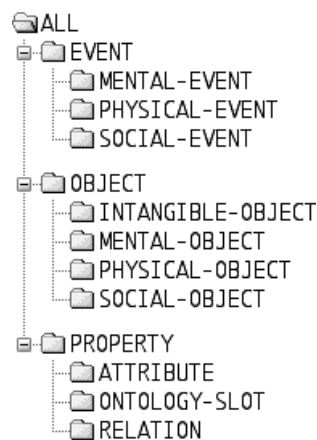 ALL
EVENT
MENTAL-EVENT
PHYSICAL-EVENT
SOCIAL-EVENT
OBJECT
INTANGIBLE-OBJECT
MENTAL-OBJECT
PHYSICAL-OBJECT
SOCIAL-OBJECT
PROPERTY
ATTRIBUTE
ONTOLOGY-SLOT
RELATION